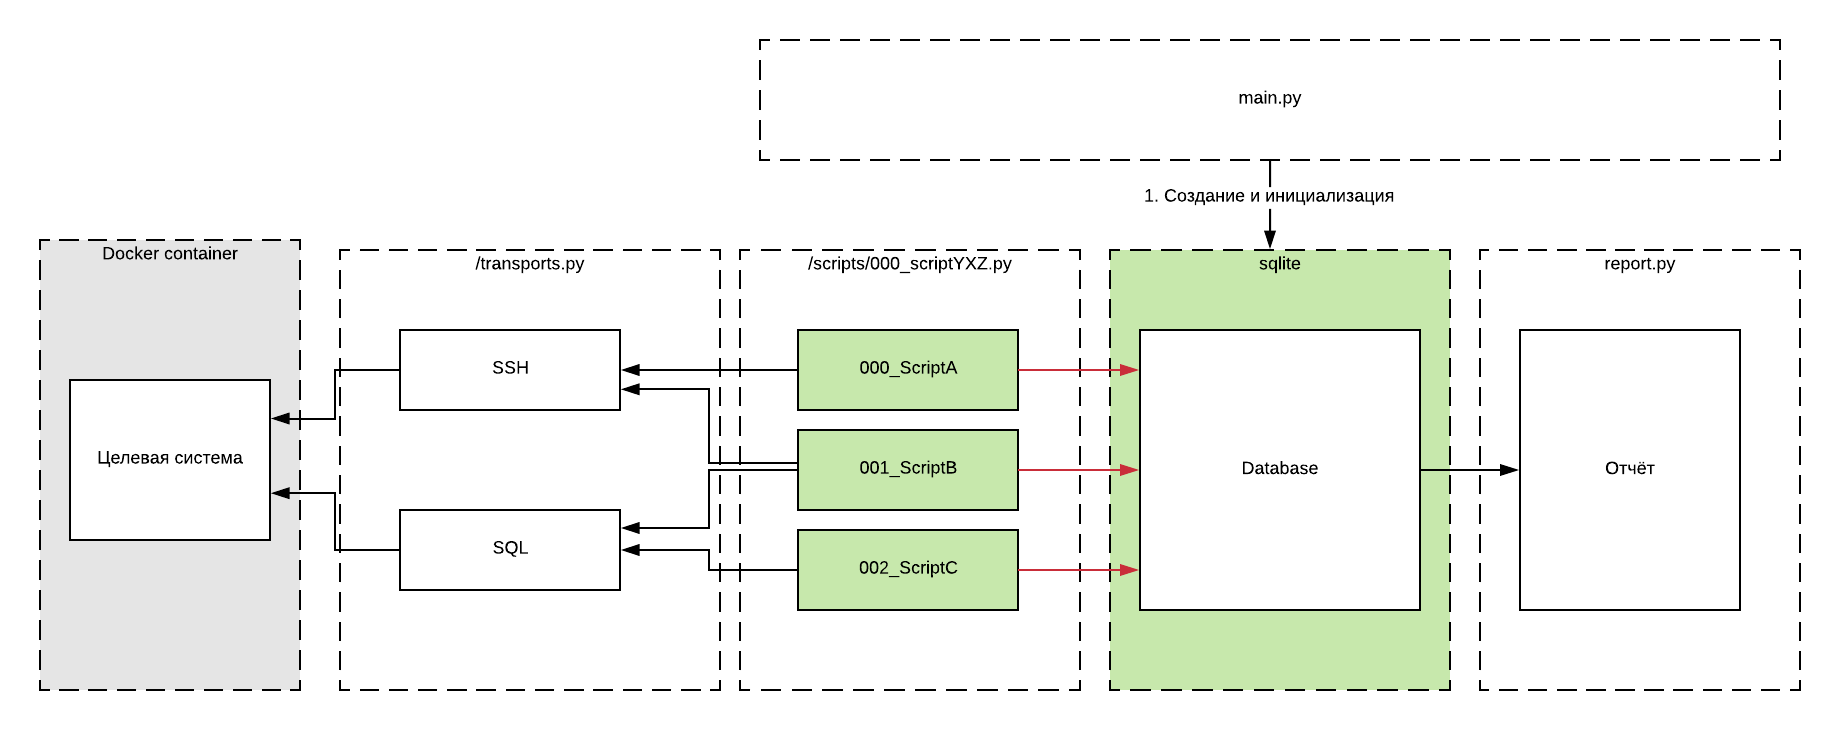 main.py
1. Создание и инициализация
Docker container
/transports.py
/scripts/000_scriptYXZ.py
sqlite
report.py
SSH
000_ScriptA
Целевая система
001_ScriptB
Database
Отчёт
SQL
002_ScriptC